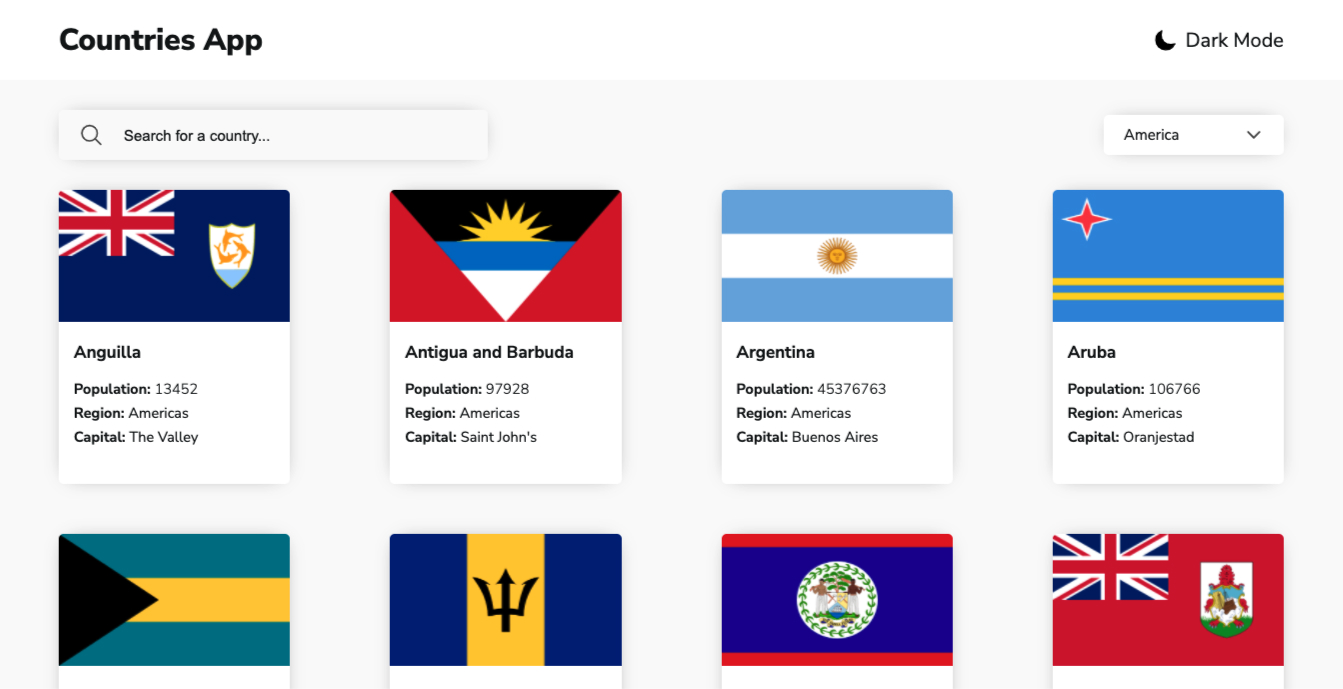 Countries App
Dark Mode
Search for a country...
America
Anguilla
Population: 13452
Region: Americas
Capital: The Valley
Antigua and Barbuda
Population: 97928
Region: Americas
Capital: Saint John's
Argentina
Population: 45376763
Region: Americas
Capital: Buenos Aires
Aruba
Population: 106766
Region: Americas
Capital: Oranjestad